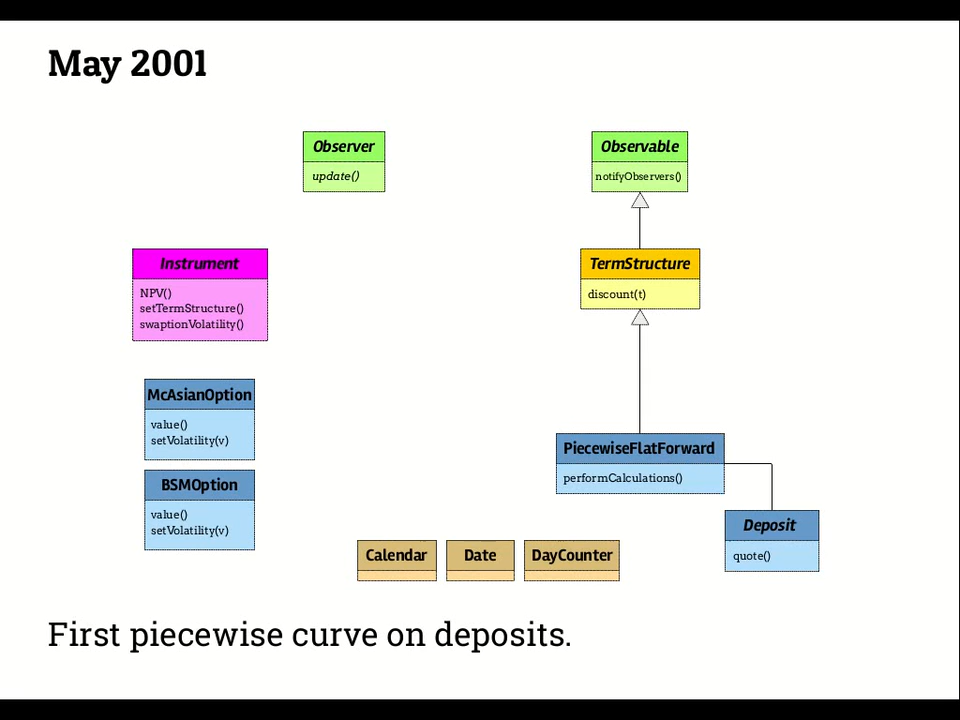 May 2001
Observer
update()
Observable
notifyObservers()
Instrument
NPV()
setTermStructure()
swaptionVolatility()
TermStructure
discount(t)
McAsianOption
value()
setVolatility(v)
BSMOption
value()
setVolatility(v)
PiecewiseFlatForward
performCalculations()
Deposit
quote()
Calendar
Date
DayCounter
First piecewise curve on deposits.